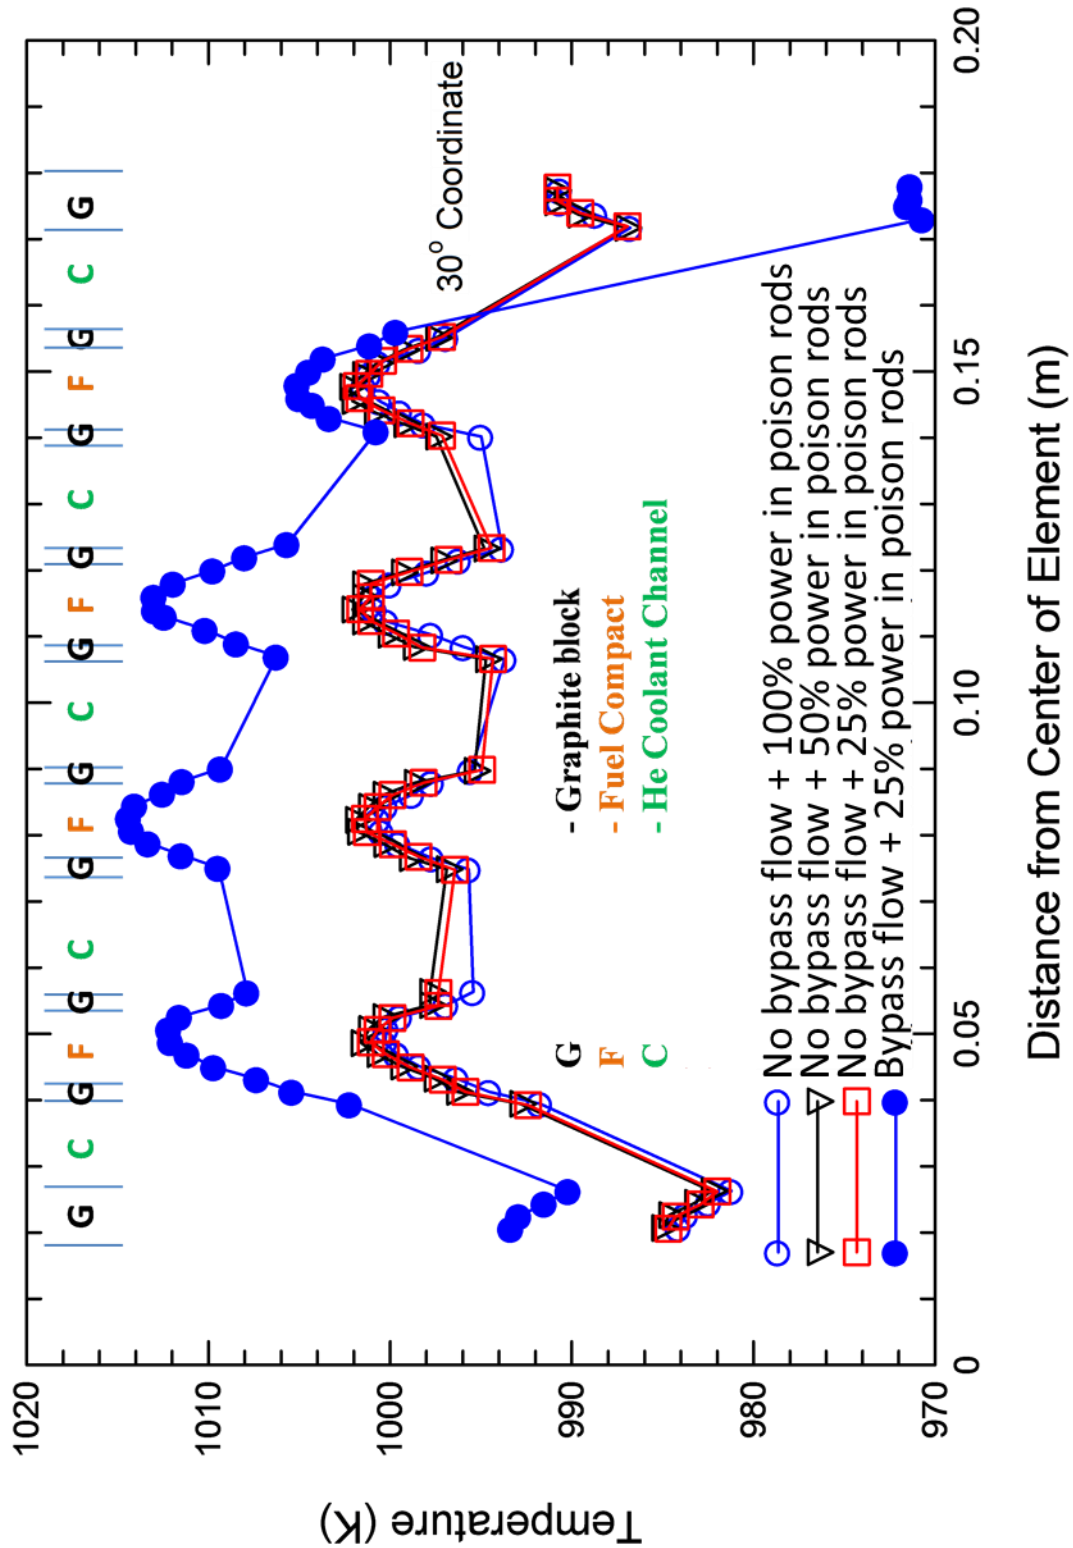 G C G F G C G F G C G F G C G F G C G
1020
1010
1000
990
980
970
Temperature (K)
30° Coordinate
G - Graphite block
F - Fuel Compact
C - He Coolant Channel
No bypass flow + 100% power in poison rods
No bypass flow + 50% power in poison rods
No bypass flow + 25% power in poison rods
Bypass flow + 25% power in poison rods
0 0.05 0.10 0.15 0.20
Distance from Center of Element (m)